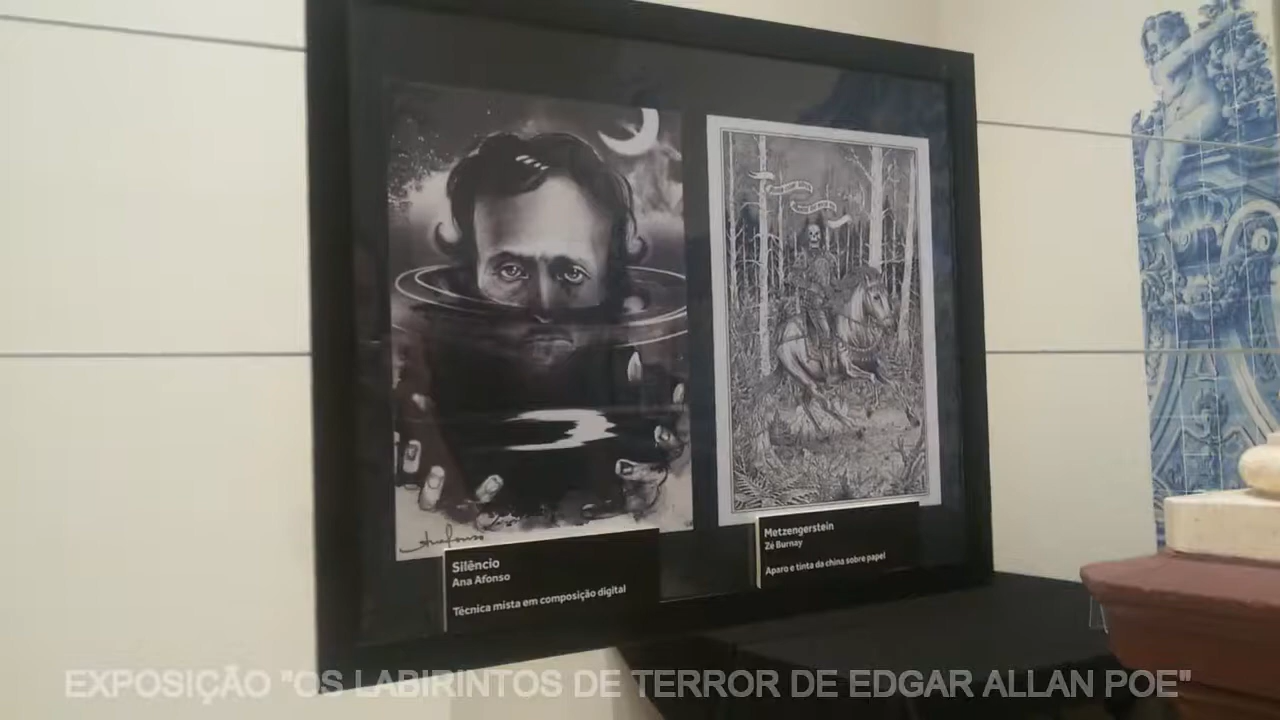 Silêncio
Ana Afonso
Técnica mista em composição digital
Metzengerstein
Zé Burnay
Aparo e tinta da china sobre papel
EXPOSIÇÃO "OS LABIRINTOS DE TERROR DE EDGAR ALLAN POE"